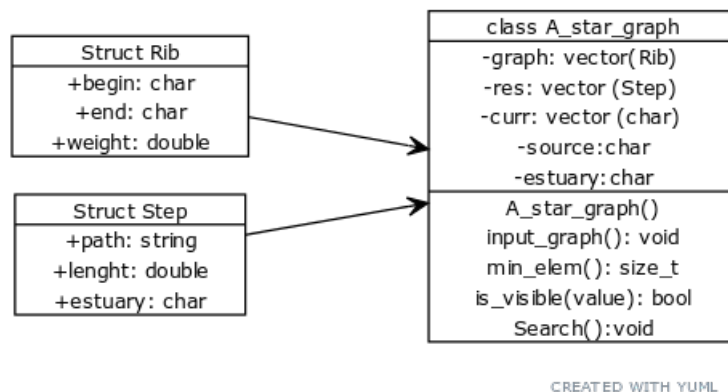 Struct Rib
+begin: char
+end: char
+weight: double
Struct Step
+path: string
+lenght: double
+estuary: char
class A_star_graph
-graph: vector(Rib)
-res: vector (Step)
-curr: vector (char)
-source:char
-estuary:char
A_star_graph()
input_graph(): void
min_elem(): size_t
is_visible(value): bool
Search():void
CREATED WITH YUML